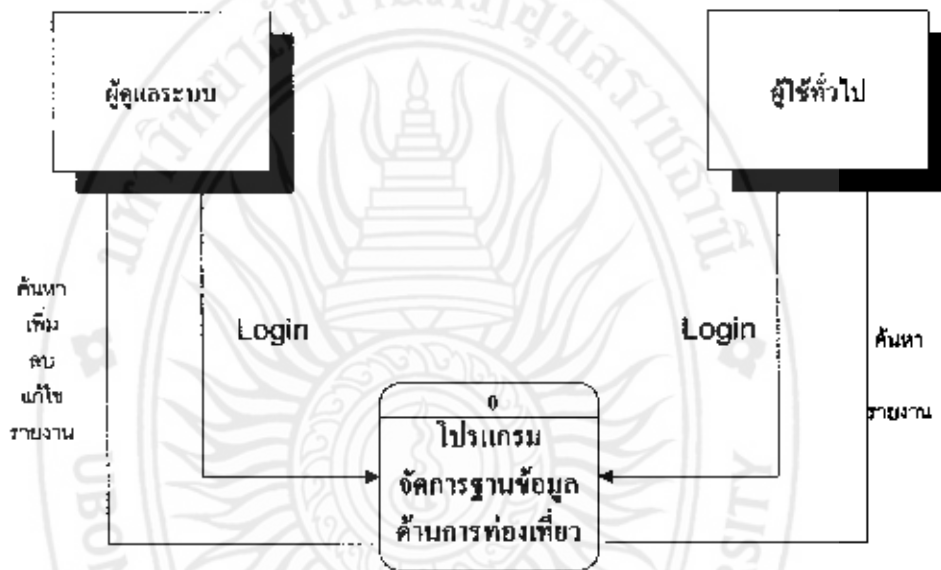 ผู้ดูแลระบบ
ผู้ใช้ทั่วไป
ค้นหา
เพิ่ม
ลบ
แก้ไข
รายงาน
Login
Login
ค้นหา
รายงาน
0
โปรแกรม
จัดการฐานข้อมูล
ด้านการท่องเที่ยว